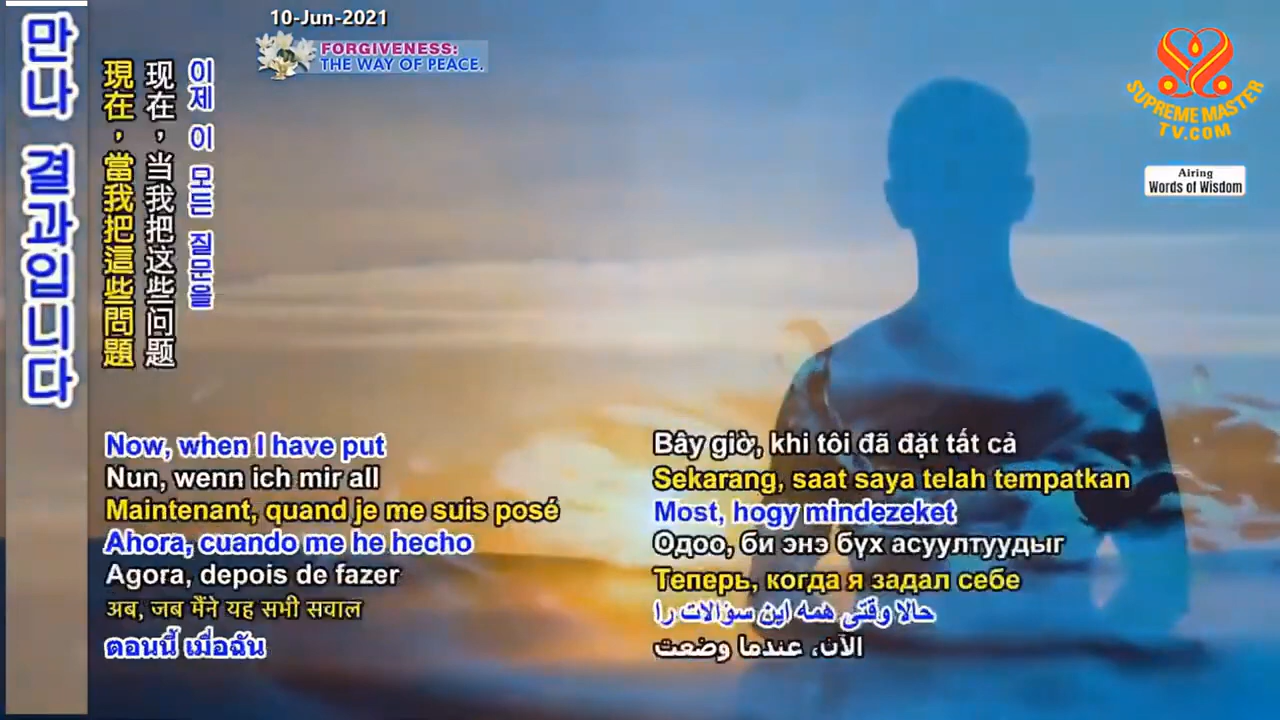 만나 결과입니다
10-Jun-2021
FORGIVENESS:
THE WAY OF PEACE.
SUPREME MASTER
TV.COM
Airing
Words of Wisdom
現在，當我把這些問題
现在，当我把这些问题
이제 이 모든 질문을
Now, when I have put
Nun, wenn ich mir all
Maintenant, quand je me suis posé
Ahora, cuando me he hecho
Agora, depois de fazer
अब, जब मैंने यह सभी सवाल
ตอนนี้ เมื่อฉัน
Bây giờ, khi tôi đã đặt tất cả
Sekarang, saat saya telah tempatkan
Most, hogy mindezeket
Одоо, би энэ бүх асуултуудыг
Теперь, когда я задал себе
حالا وقتی همه این سؤالات را
الآن، عندما وضعت